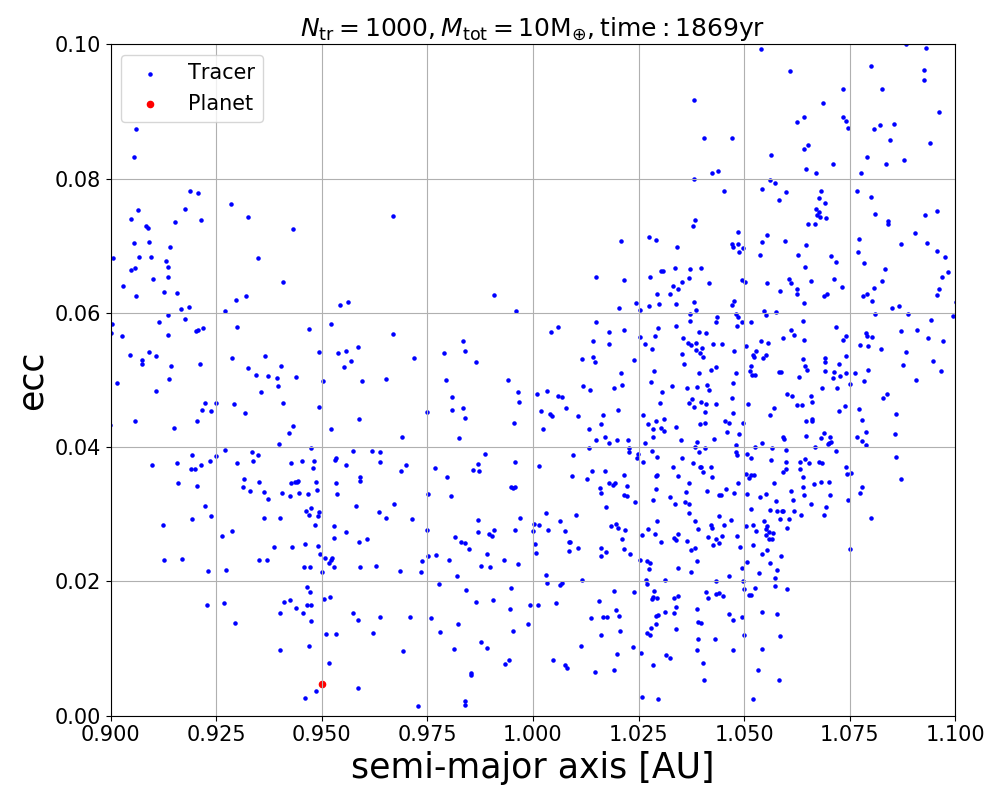 N_tr = 1000, M_tot = 10M_⊕, time : 1869yr
Tracer
Planet
0.10
0.08
0.06
0.04
0.02
0.00
ecc
0.900 0.925 0.950 0.975 1.000 1.025 1.050 1.075 1.100
semi-major axis [AU]